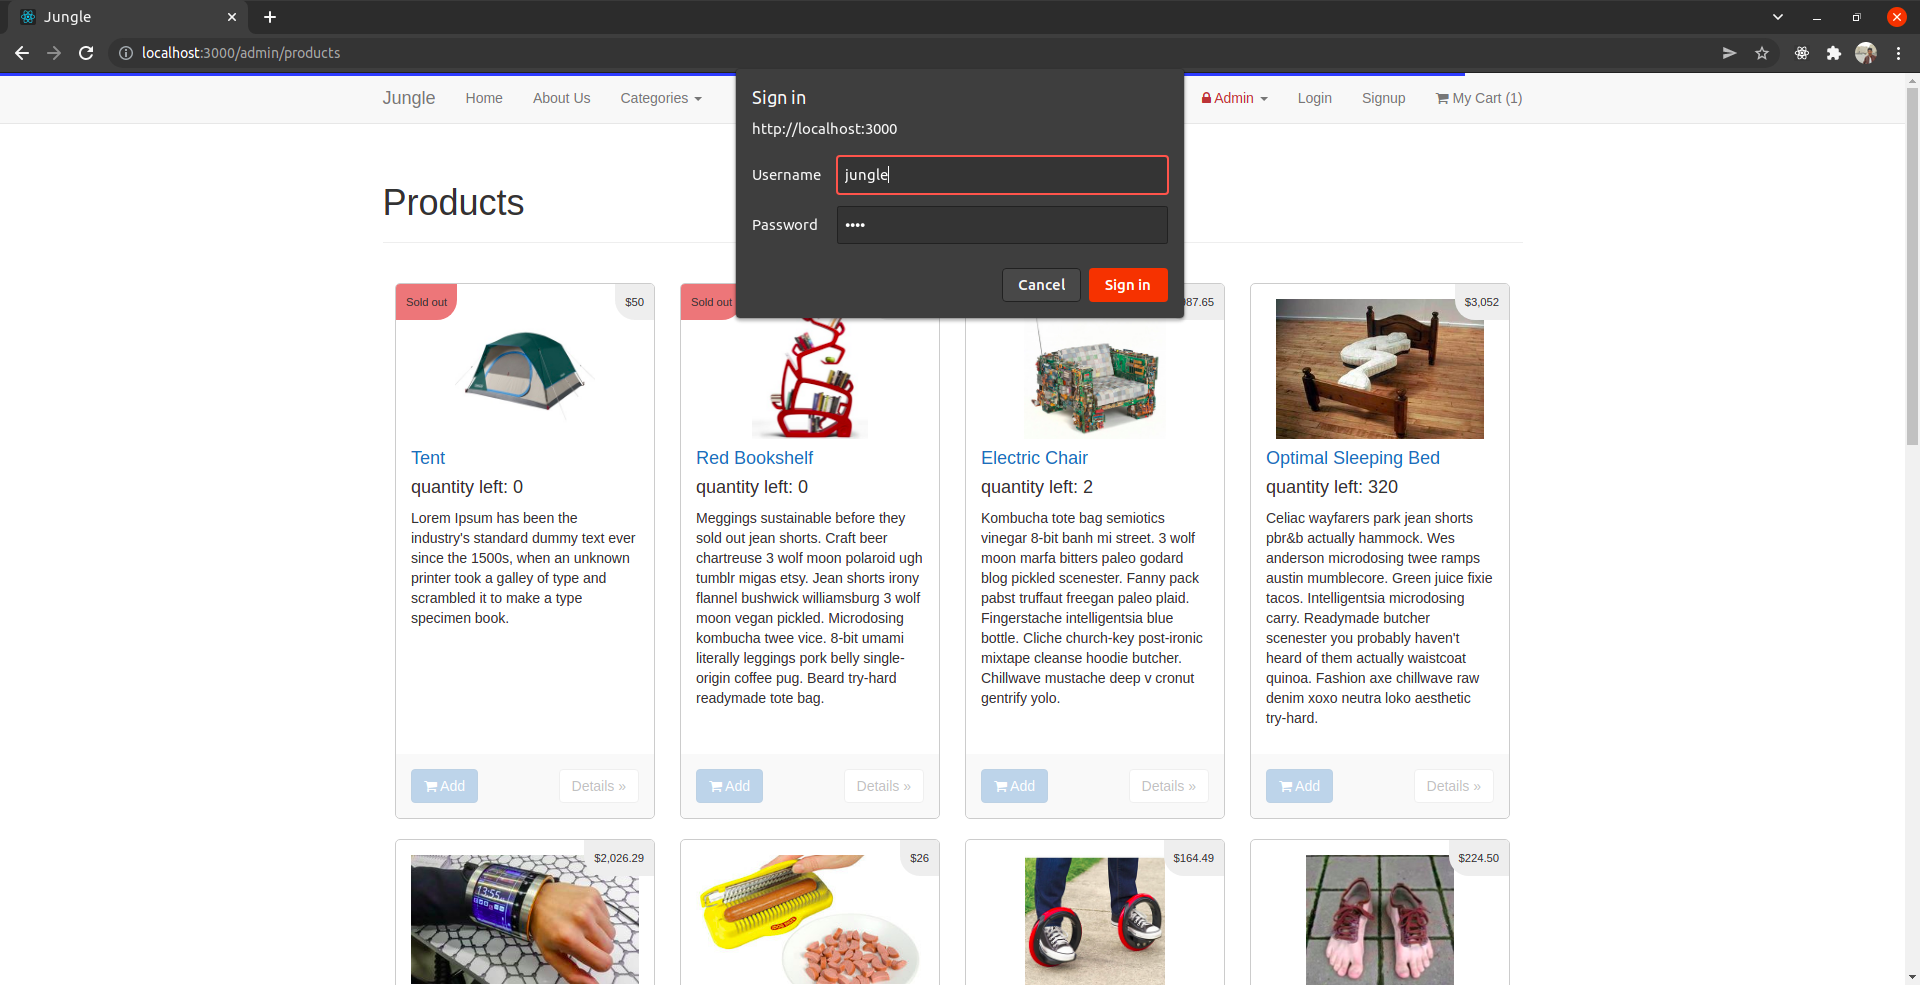 Jungle
localhost:3000/admin/products
Jungle Home About Us Categories Admin Login Signup My Cart (1)
Sign in
http://localhost:3000
Username jungle
Password ••••
Cancel Sign in
Products
Sold out $50
Tent
quantity left: 0
Lorem Ipsum has been the
industry's standard dummy text ever
since the 1500s, when an unknown
printer took a galley of type and
scrambled it to make a type
specimen book.
Add Details »
Sold out
Red Bookshelf
quantity left: 0
Meggings sustainable before they
sold out jean shorts. Craft beer
chartreuse 3 wolf moon polaroid ugh
tumblr migas etsy. Jean shorts irony
flannel bushwick williamsburg 3 wolf
moon vegan pickled. Microdosing
kombucha twee vice. 8-bit umami
literally leggings pork belly single-
origin coffee pug. Beard try-hard
readymade tote bag.
Add Details »
87.65
Electric Chair
quantity left: 2
Kombucha tote bag semiotics
vinegar 8-bit banh mi street. 3 wolf
moon marfa bitters paleo godard
blog pickled scenester. Fanny pack
pabst truffaut freegan paleo plaid.
Fingerstache intelligentsia blue
bottle. Cliche church-key post-ironic
mixtape cleanse hoodie butcher.
Chillwave mustache deep v cronut
gentrify yolo.
Add Details »
$3,052
Optimal Sleeping Bed
quantity left: 320
Celiac wayfarers park jean shorts
pbr&b actually hammock. Wes
anderson microdosing twee ramps
austin mumblecore. Green juice fixie
tacos. Intelligentsia microdosing
carry. Readymade butcher
scenester you probably haven't
heard of them actually waistcoat
quinoa. Fashion axe chillwave raw
denim xoxo neutra loko aesthetic
try-hard.
Add Details »
$2,026.29
13:55
$26
$164.49
$224.50